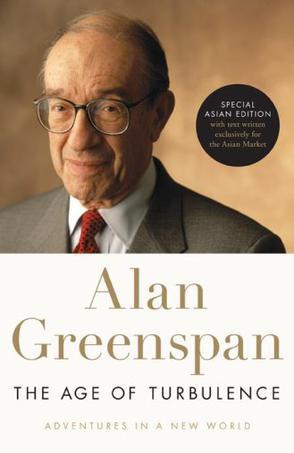 SPECIAL
ASIAN EDITION
with text written
exclusively for
the Asian Market
Alan
Greenspan
THE AGE OF TURBULENCE
ADVENTURES IN A NEW WORLD